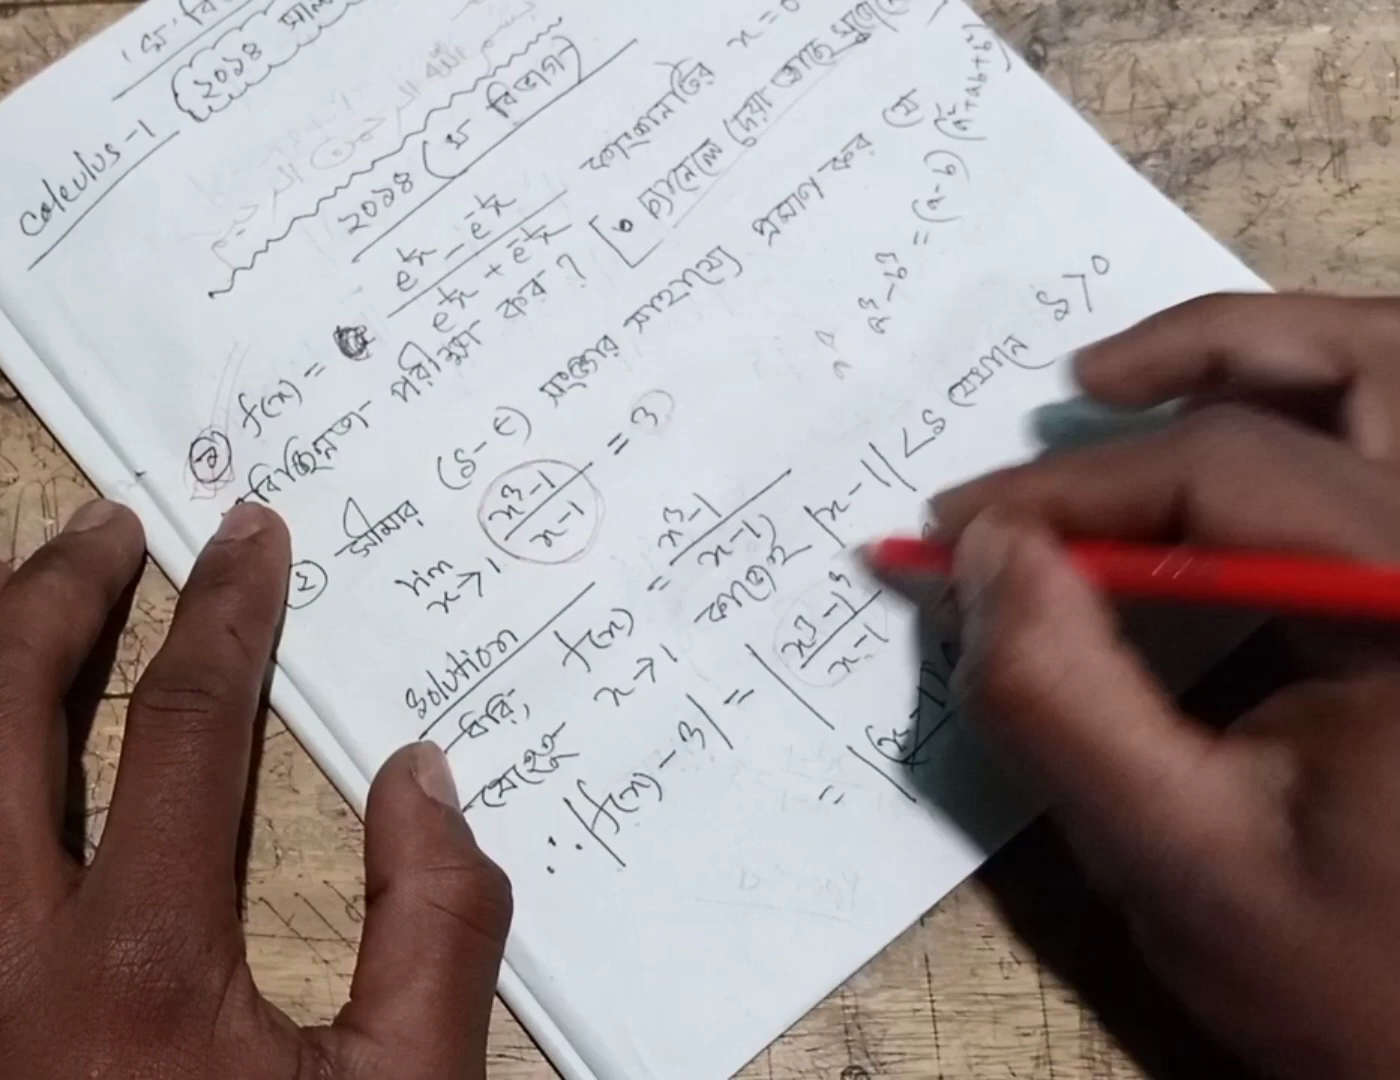 Calculus-1
২০১৪ সাল
২০১৪ ( বিভাগ)
f(x) = (e^{1/x} - e^{-1/x}) / (e^{1/x} + e^{-1/x}) ফাংশনটির x = 0
বিচ্ছিন্নতা পরীক্ষা কর? [চ্যানেলে দেয়া আছে
② সীমার (δ-ϵ) সংজ্ঞার সাহায্যে প্রমাণ কর যে
lim x→1 (x³-1)/(x-1) = 3
a³-b³ = (a-b)(a²+ab+b²)
Solution
ধরি, f(x) = (x³-1)/(x-1)
যেহেতু x→1 কাজেই |x-1| < δ যেখানে δ > 0
∴ |f(x) - 3| = | (x³-1)/(x-1)
= | (x-1)